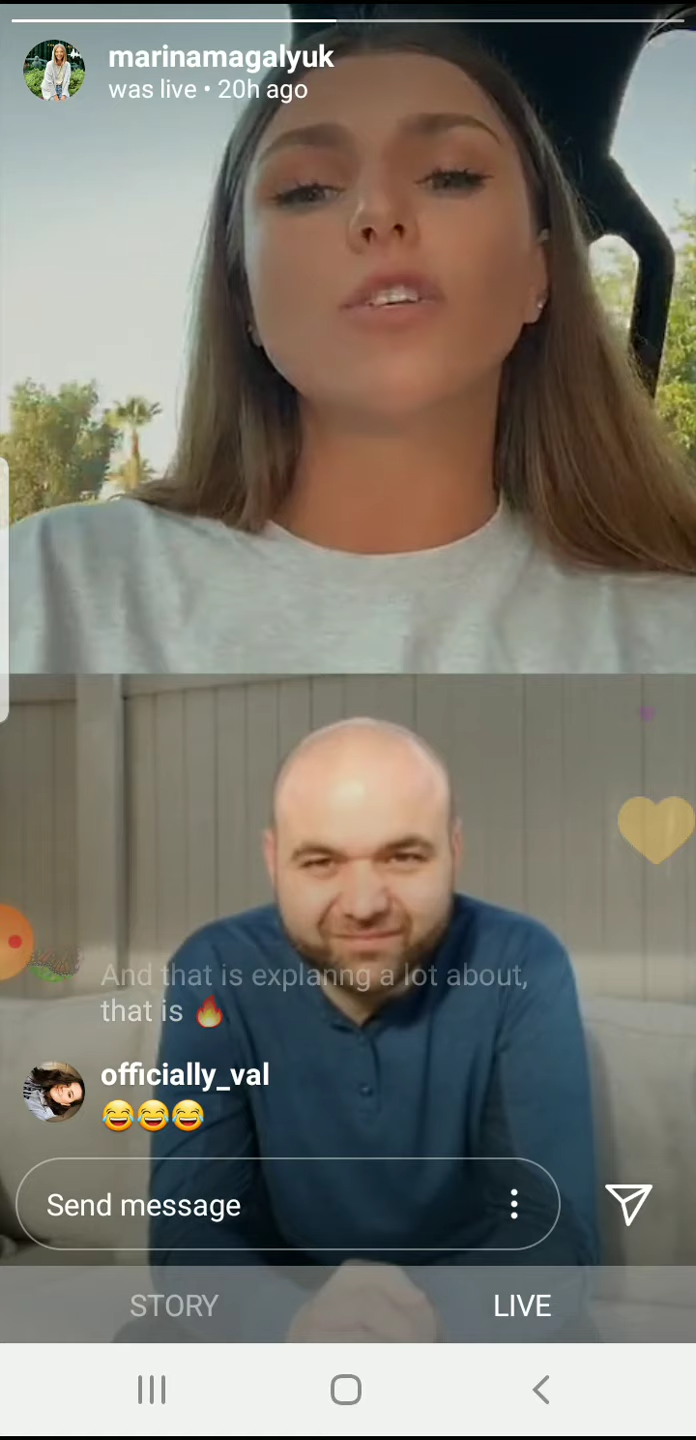 marinamagalyuk
was live • 20h ago
And that is explanng a lot about,
that is 🔥
officially_val
😂😂😂
Send message
STORY
LIVE